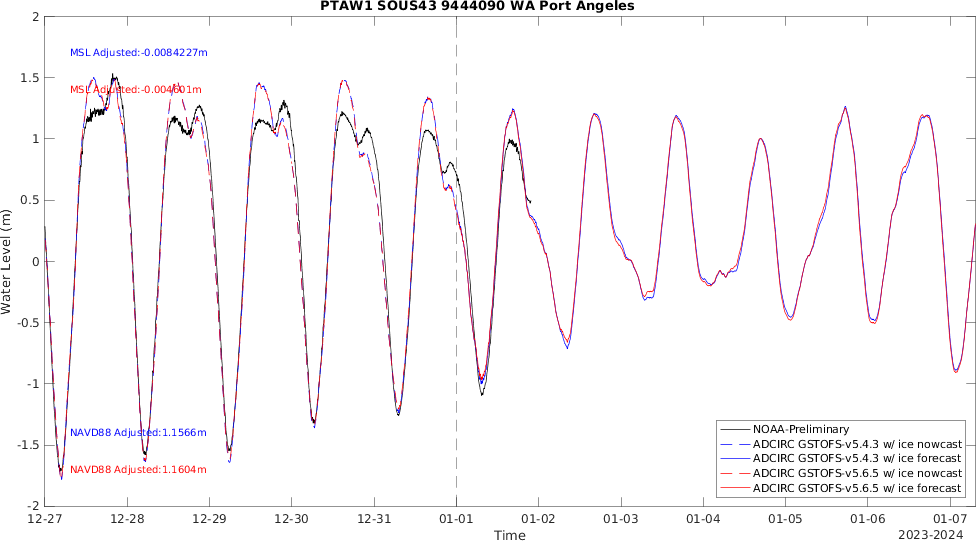 PTAW1 SOUS43 9444090 WA Port Angeles
2
1.5
1
0.5
0
-0.5
-1
-1.5
-2
Water Level (m)
MSL Adjusted:-0.0084227m
MSL Adjusted:-0.004601m
NAVD88 Adjusted:1.1566m
NAVD88 Adjusted:1.1604m
NOAA-Preliminary
ADCIRC GSTOFS-v5.4.3 w/ ice nowcast
ADCIRC GSTOFS-v5.4.3 w/ ice forecast
ADCIRC GSTOFS-v5.6.5 w/ ice nowcast
ADCIRC GSTOFS-v5.6.5 w/ ice forecast
12-27 12-28 12-29 12-30 12-31 01-01 01-02 01-03 01-04 01-05 01-06 01-07
Time
2023-2024